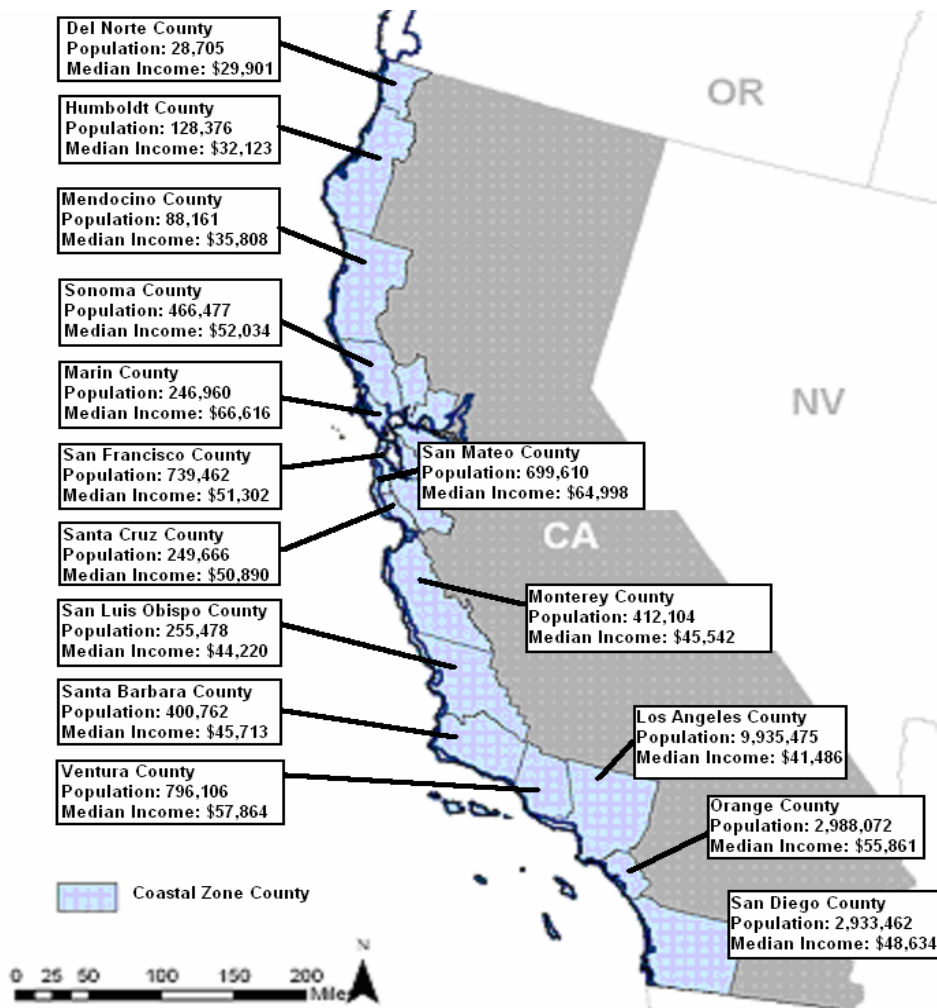 Del Norte County
Population: 28,705
Median Income: $29,901
OR
Humboldt County
Population: 128,376
Median Income: $32,123
Mendocino County
Population: 88,161
Median Income: $35,808
Sonoma County
Population: 466,477
Median Income: $52,034
Marin County
Population: 246,960
Median Income: $66,616
NV
San Francisco County
Population: 739,462
Median Income: $51,302
San Mateo County
Population: 699,610
Median Income: $64,998
Santa Cruz County
Population: 249,666
Median Income: $50,890
CA
San Luis Obispo County
Population: 255,478
Median Income: $44,220
Monterey County
Population: 412,104
Median Income: $45,542
Santa Barbara County
Population: 400,762
Median Income: $45,713
Los Angeles County
Population: 9,935,475
Median Income: $41,486
Ventura County
Population: 796,106
Median Income: $57,864
Orange County
Population: 2,988,072
Median Income: $55,861
Coastal Zone County
San Diego County
Population: 2,933,462
Median Income: $48,634
N
0 25 50 100 150 200
Miles